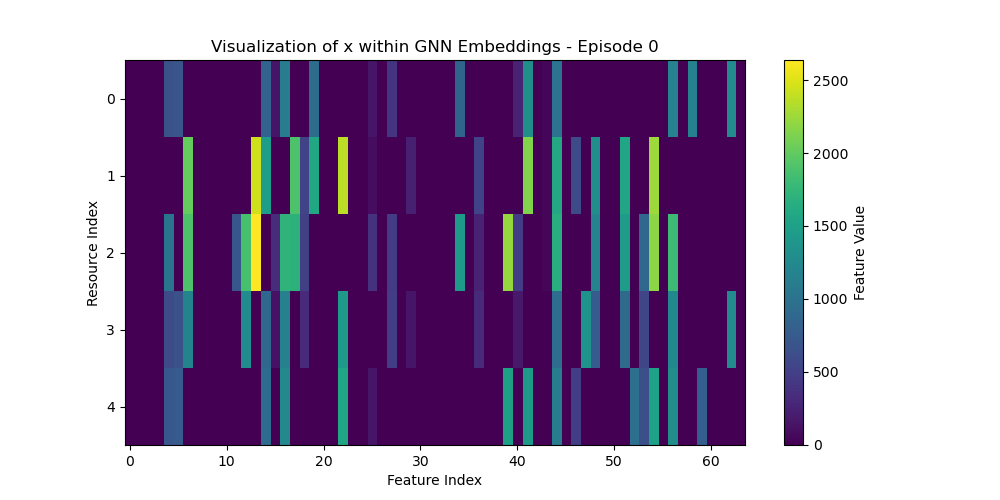 Visualization of x within GNN Embeddings - Episode 0
Resource Index
0
1
2
3
4
0 10 20 30 40 50 60
Feature Index
2500
2000
1500
1000
500
0
Feature Value